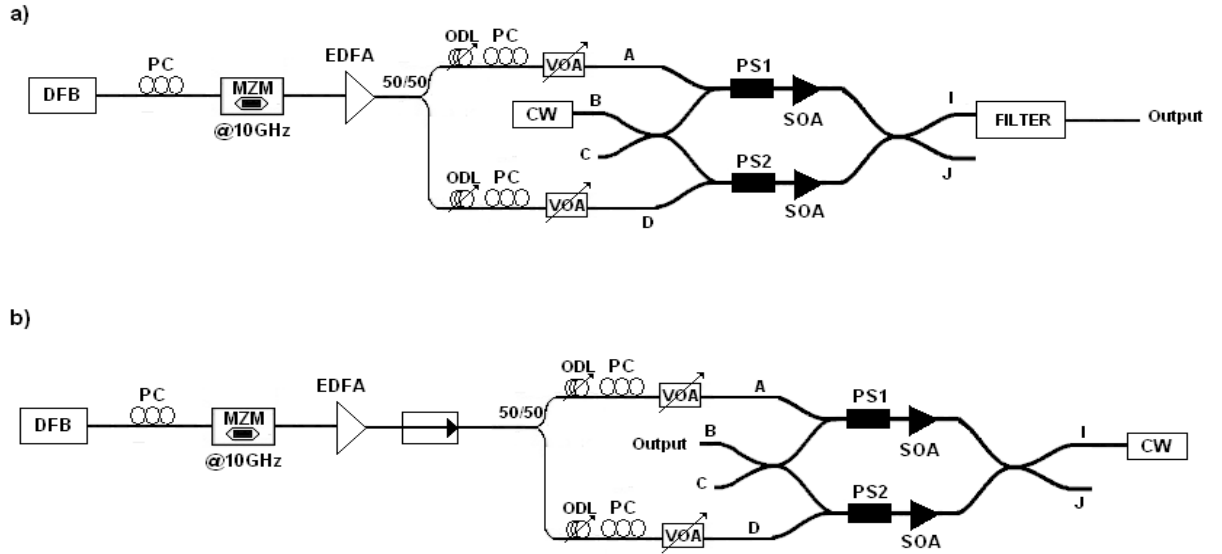 a)
ODL PC
PC EDFA VOA A PS1
DFB MZM 50/50 B I
@10GHz CW SOA FILTER Output
C PS2 J
ODL PC
VOA D SOA
b)
ODL PC
PC EDFA VOA A PS1
DFB MZM 50/50 Output B SOA I CW
@10GHz C PS2 J
ODL PC
VOA D SOA